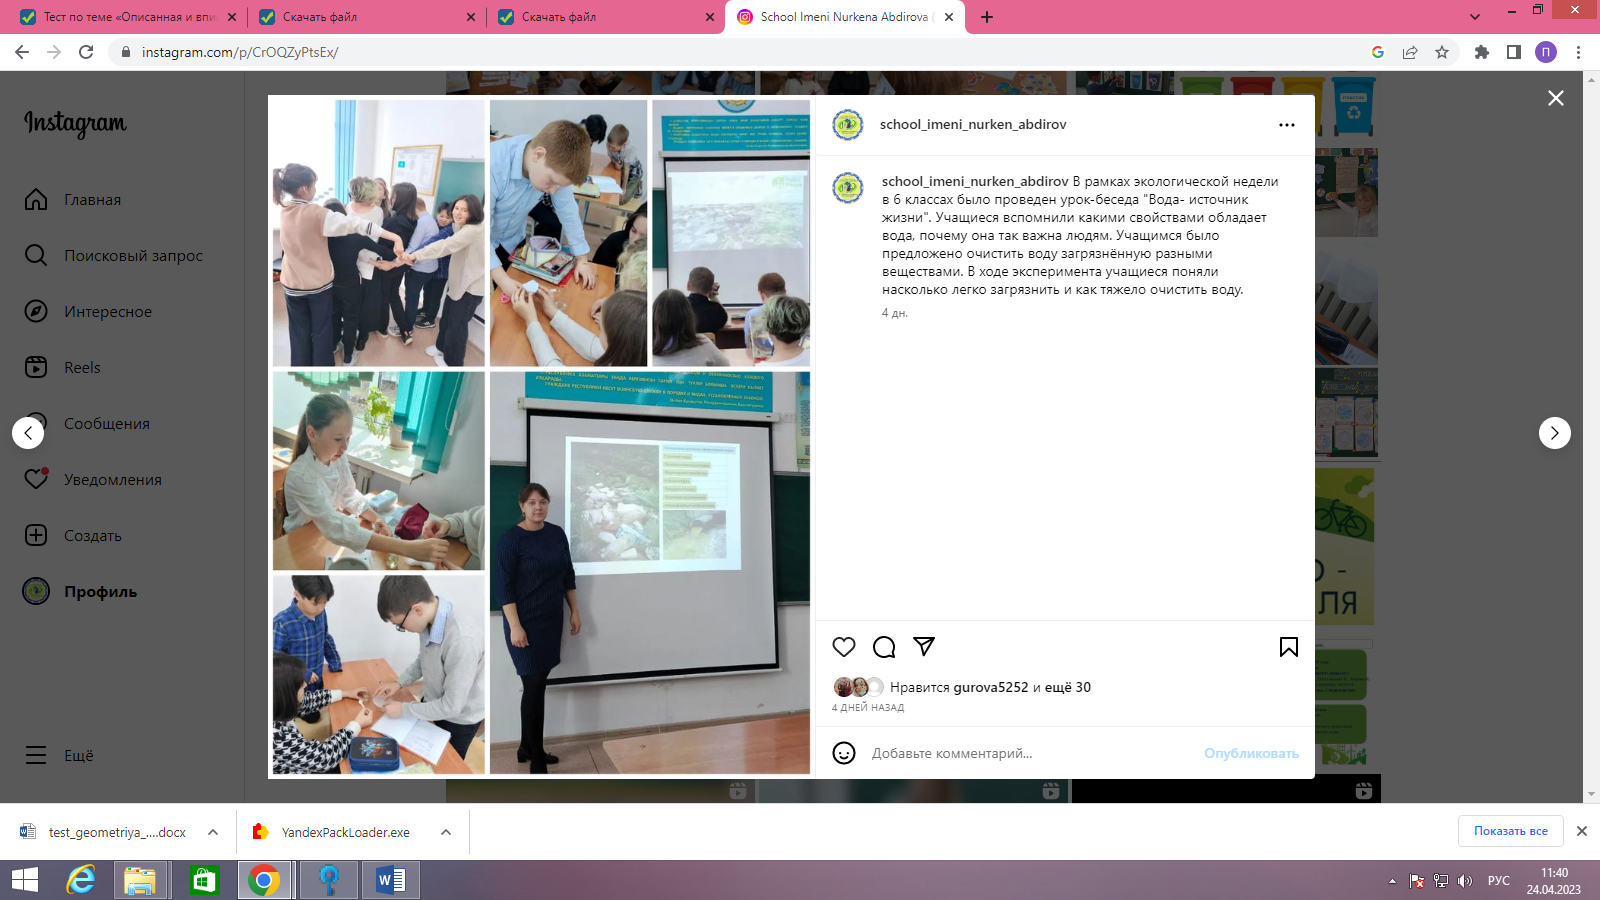 Тест по теме «Описанная и впи
Скачать файл
Скачать файл
School Imeni Nurkena Abdirova (
instagram.com/p/CrOQZyPtsEx/
П
Instagram
Главная
Поисковый запрос
Интересное
Reels
Сообщения
Уведомления
Создать
Профиль
Ещё
school_imeni_nurken_abdirov
school_imeni_nurken_abdirov В рамках экологической недели
в 6 классах было проведен урок-беседа "Вода- источник
жизни". Учащиеся вспомнили какими свойствами обладает
вода, почему она так важна людям. Учащимся было
предложено очистить воду загрязнённую разными
веществами. В ходе эксперимента учащиеся поняли
насколько легко загрязнить и как тяжело очистить воду.
4 дн.
Нравится gurova5252 и ещё 30
4 ДНЕЙ НАЗАД
Добавьте комментарий...
Опубликовать
test_geometriya_....docx
YandexPackLoader.exe
Показать все
РУС
11:40
24.04.2023